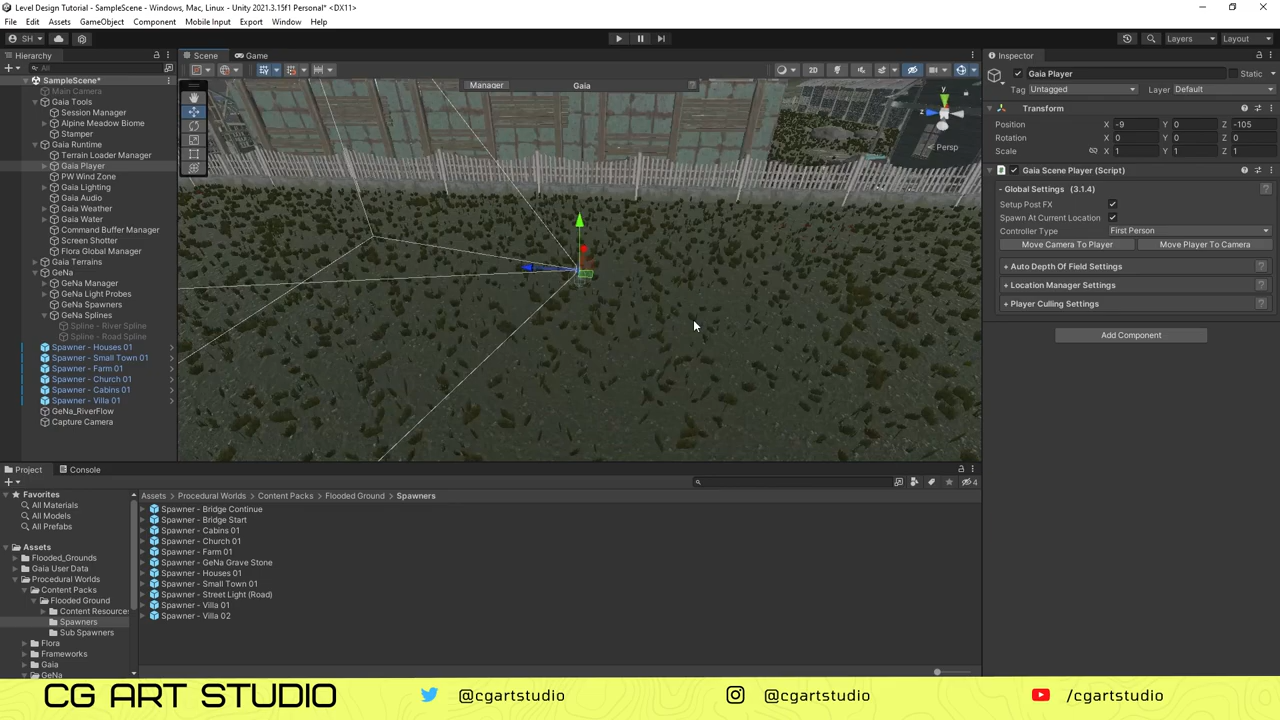 Level Design Tutorial - SampleScene - Windows, Mac, Linux - Unity 2021.3.15f1 Personal* <DX11>
File Edit Assets GameObject Component Mobile Input Export Window Help
SH Layers Layout
Hierarchy
All
SampleScene*
Main Camera
Gaia Tools
Session Manager
Alpine Meadow Biome
Stamper
Gaia Runtime
Terrain Loader Manager
Gaia Player
PW Wind Zone
Gaia Lighting
Gaia Audio
Gaia Weather
Gaia Water
Command Buffer Manager
Screen Shotter
Flora Global Manager
Gaia Terrains
GeNa
GeNa Manager
GeNa Light Probes
GeNa Spawners
GeNa Splines
Spline - River Spline
Spline - Road Spline
Spawner - Houses 01
Spawner - Small Town 01
Spawner - Farm 01
Spawner - Church 01
Spawner - Cabins 01
Spawner - Villa 01
GeNa_RiverFlow
Capture Camera
Scene Game
2D
Manager Gaia
y
z
Persp
Inspector
Gaia Player Static
Tag Untagged Layer Default
Transform
Position X -9 Y 0 Z -105
Rotation X 0 Y 0 Z 0
Scale X 1 Y 1 Z 1
Gaia Scene Player (Script)
- Global Settings (3.1.4)
Setup Post FX
Spawn At Current Location
Controller Type First Person
Move Camera To Player Move Player To Camera
+ Auto Depth Of Field Settings
+ Location Manager Settings
+ Player Culling Settings
Add Component
Project Console
4
Favorites
All Materials
All Models
All Prefabs
Assets
Flooded_Grounds
Gaia User Data
Procedural Worlds
Content Packs
Flooded Ground
Content Resources
Spawners
Sub Spawners
Flora
Frameworks
Gaia
GeNa
Assets > Procedural Worlds > Content Packs > Flooded Ground > Spawners
Spawner - Bridge Continue
Spawner - Bridge Start
Spawner - Cabins 01
Spawner - Church 01
Spawner - Farm 01
Spawner - GeNa Grave Stone
Spawner - Houses 01
Spawner - Small Town 01
Spawner - Street Light (Road)
Spawner - Villa 01
Spawner - Villa 02
CG ART STUDIO @cgartstudio @cgartstudio /cgartstudio